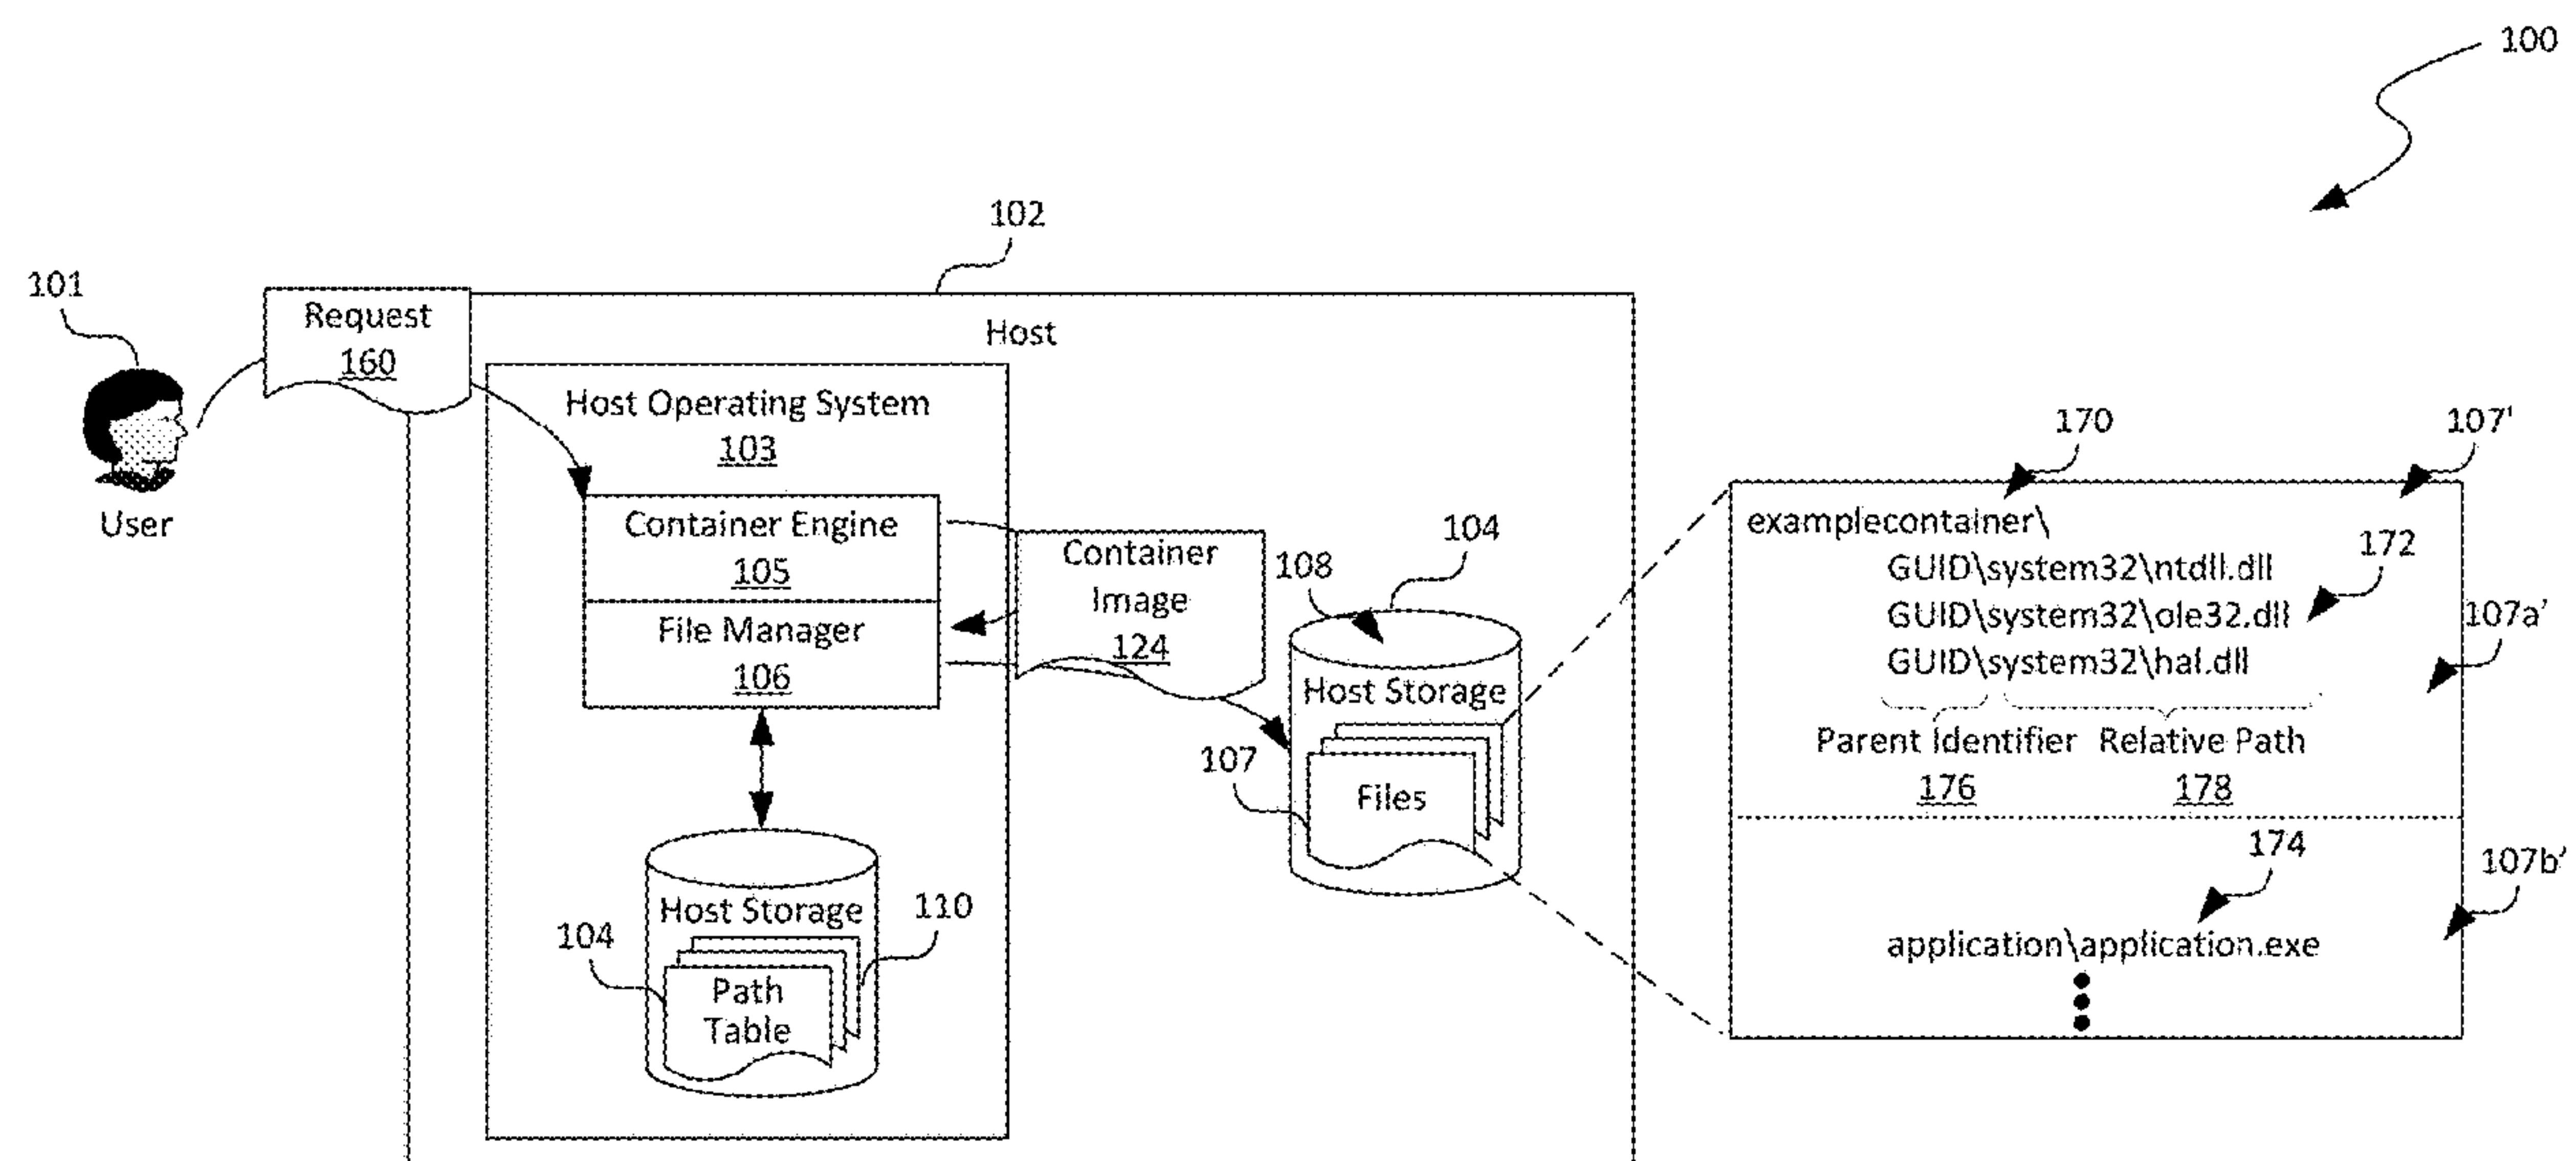 100
102
101
Request
160
Host
Host Operating System
103
User
Container Engine
105
File Manager
106
Container
Image
124
108
104
Host Storage
107
Files
Host Storage
104
110
Path
Table
170
107'
examplecontainer\
GUID\system32\ntdll.dll
172
GUID\system32\ole32.dll
107a'
GUID\system32\hal.dll
Parent Identifier Relative Path
176 178
174
107b'
application\application.exe